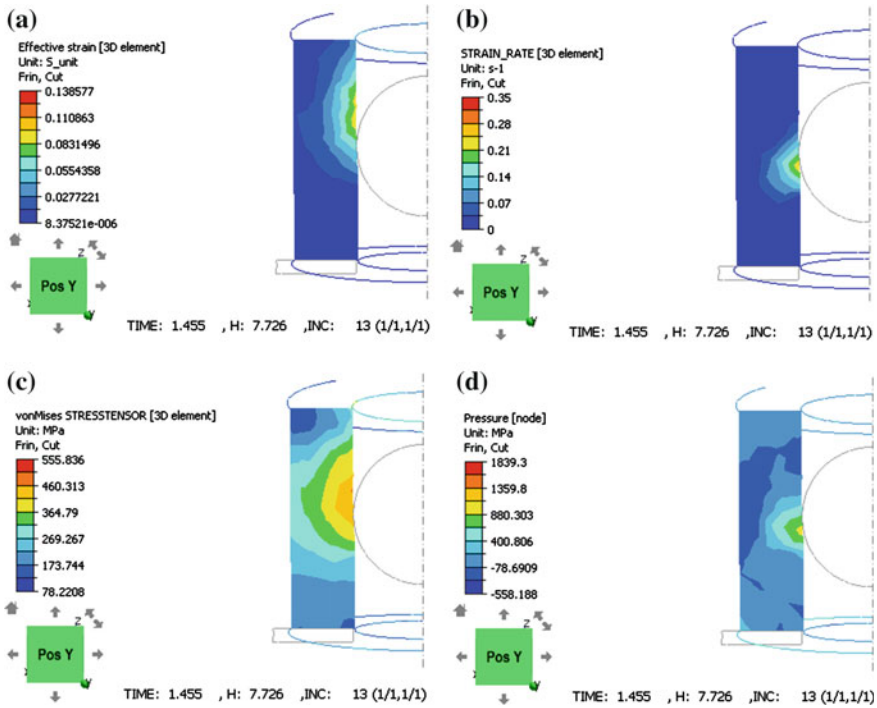 (a)
Effective strain [3D element]
Unit: S_unit
Frin, Cut
0.138577
0.110863
0.0831496
0.0554358
0.0277221
8.37521e-006
Z
Pos Y
Y
TIME: 1.455 , H: 7.726 ,INC: 13 (1/1,1/1)
(b)
STRAIN_RATE [3D element]
Unit: s-1
Frin, Cut
0.35
0.28
0.21
0.14
0.07
0
Z
Pos Y
Y
TIME: 1.455 , H: 7.726 ,INC: 13 (1/1,1/1)
(c)
vonMises STRESSTENSOR [3D element]
Unit: MPa
Frin, Cut
555.836
460.313
364.79
269.267
173.744
78.2208
Z
Pos Y
Y
TIME: 1.455 , H: 7.726 ,INC: 13 (1/1,1/1)
(d)
Pressure [node]
Unit: MPa
Frin, Cut
1839.3
1359.8
880.303
400.806
-78.6909
-558.188
Z
Pos Y
Y
TIME: 1.455 , H: 7.726 ,INC: 13 (1/1,1/1)